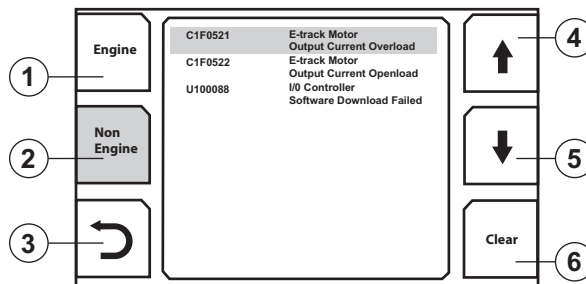 Engine
Non
Engine
C1F0521 E-track Motor
Output Current Overload
C1F0522 E-track Motor
Output Current Openload
U100088 I/0 Controller
Software Download Failed
Clear
1
2
3
4
5
6